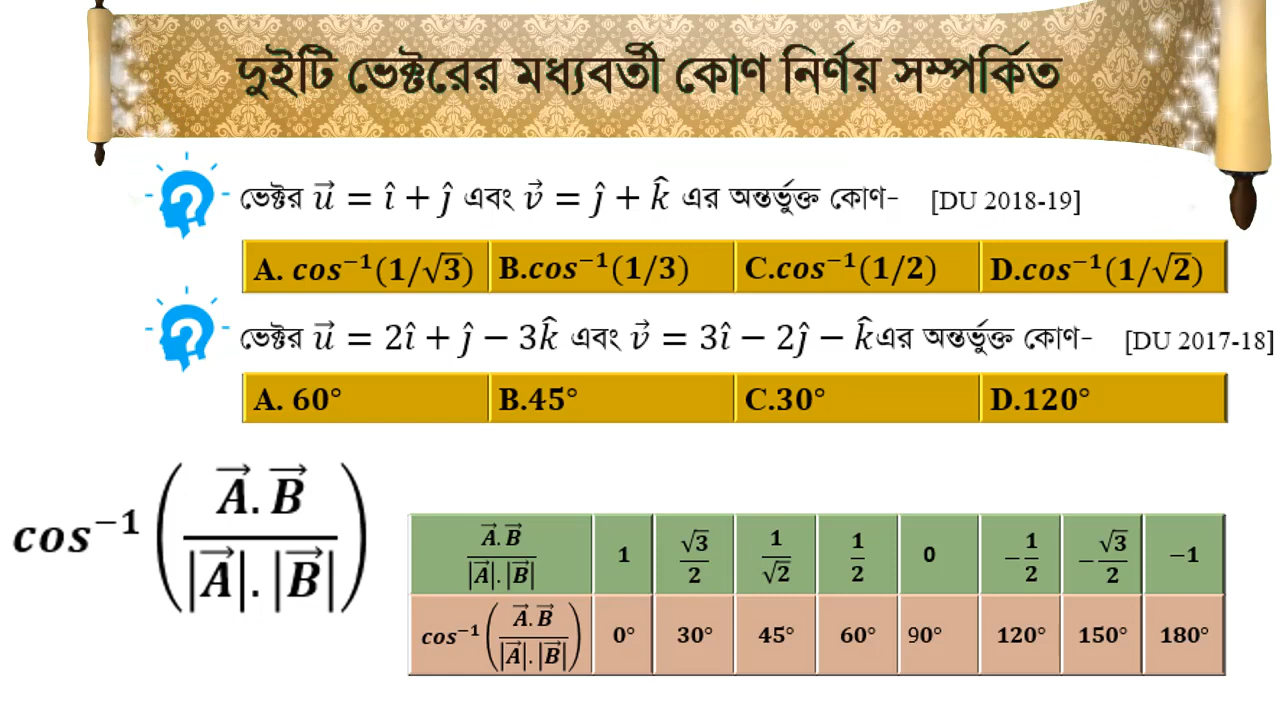 দুইটি ভেক্টরের মধ্যবর্তী কোণ নির্ণয় সম্পর্কিত
ভেক্টর u⃗ = î + ĵ এবং v⃗ = ĵ + k̂ এর অন্তর্ভুক্ত কোণ- [DU 2018-19]
A. cos⁻¹(1/√3) B.cos⁻¹(1/3) C.cos⁻¹(1/2) D.cos⁻¹(1/√2)
ভেক্টর u⃗ = 2î + ĵ − 3k̂ এবং v⃗ = 3î − 2ĵ − k̂এর অন্তর্ভুক্ত কোণ- [DU 2017-18]
A. 60° B.45° C.30° D.120°
cos⁻¹(A⃗.B⃗/|A⃗|.|B⃗|)
A⃗.B⃗/|A⃗|.|B⃗| 1 √3/2 1/√2 1/2 0 −1/2 −√3/2 −1
cos⁻¹(A⃗.B⃗/|A⃗|.|B⃗|) 0° 30° 45° 60° 90° 120° 150° 180°